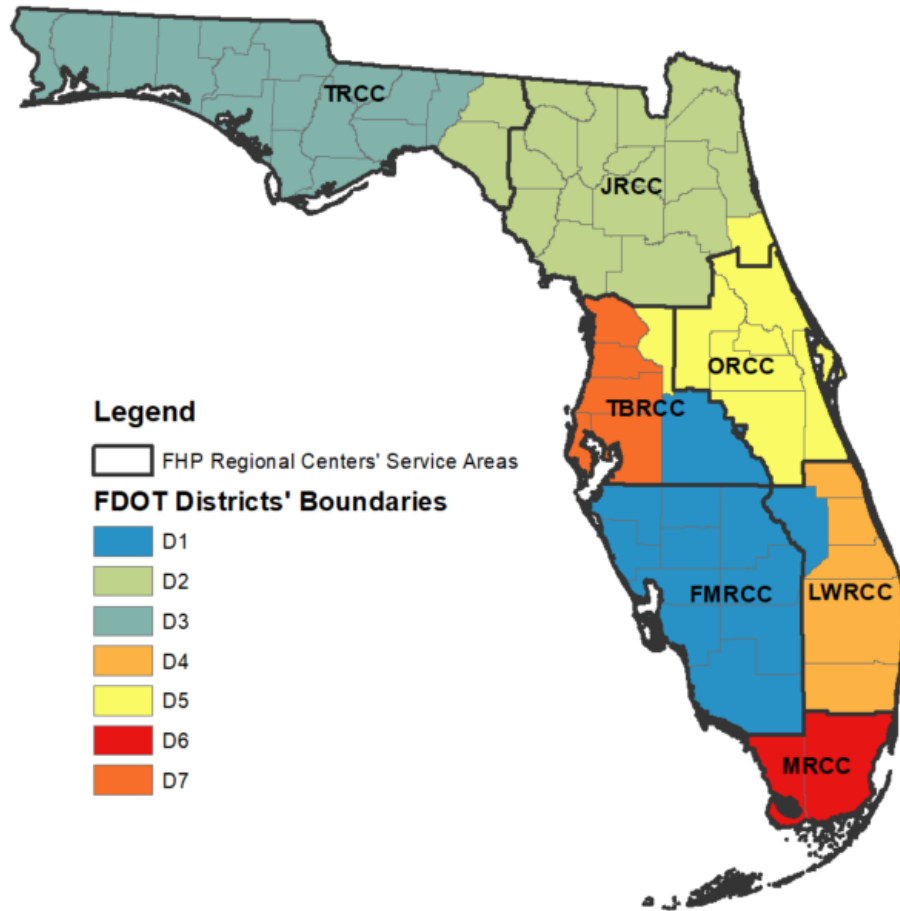 TRCC
JRCC
ORCC
TBRCC
Legend
FHP Regional Centers' Service Areas
FDOT Districts' Boundaries
D1
D2
D3
D4
D5
D6
D7
FMRCC
LWRCC
MRCC